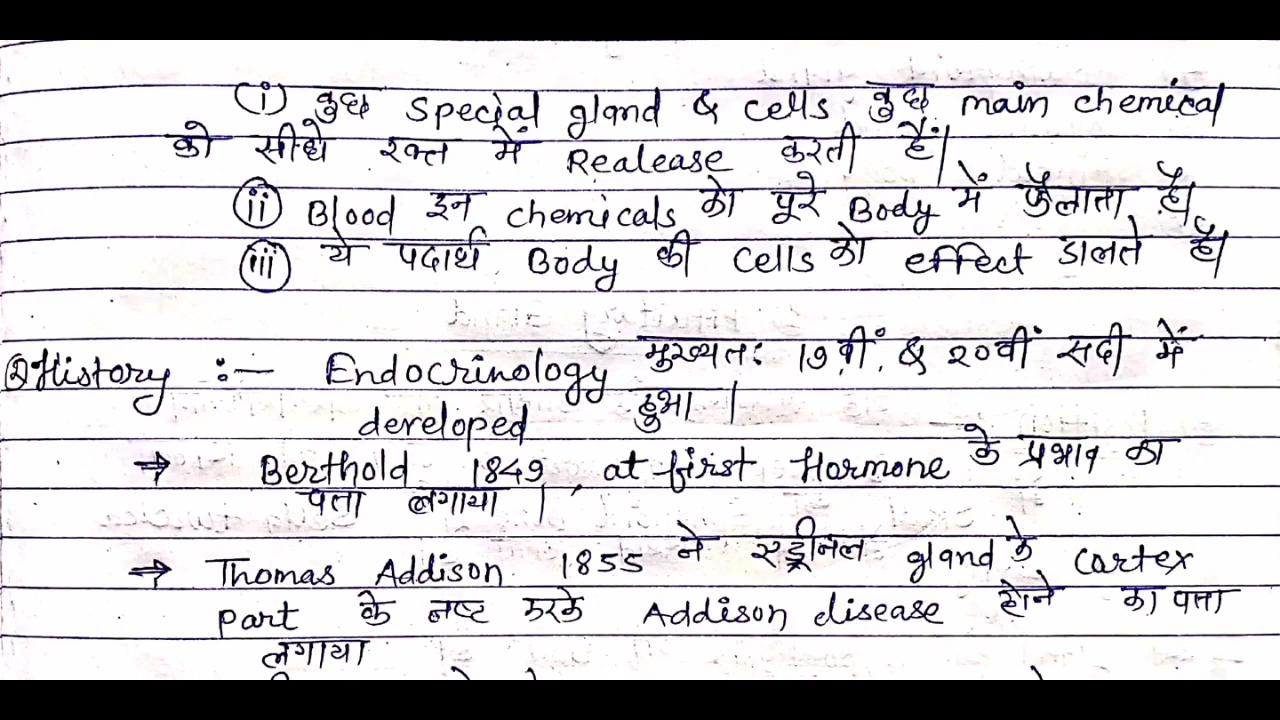 (i) कुछ special gland & cells कुछ main chemical
को सीधे रक्त में Realease करती हैं।
(ii) Blood इन chemicals को पूरे Body में फैलाता है।
(iii) ये पदार्थ Body की cells को effect डालते है।
② History :- Endocrinology मुख्यतः 19वीं & 20वीं सदी में
dereloped हुआ।
→ Berthold 1849, at first Hormone के प्रभाव का
पता लगाया।
→ Thomas Addison 1855 ने एड्रीनल gland के cartex
part के नष्ट करके Addison disease होने का पता
लगाया